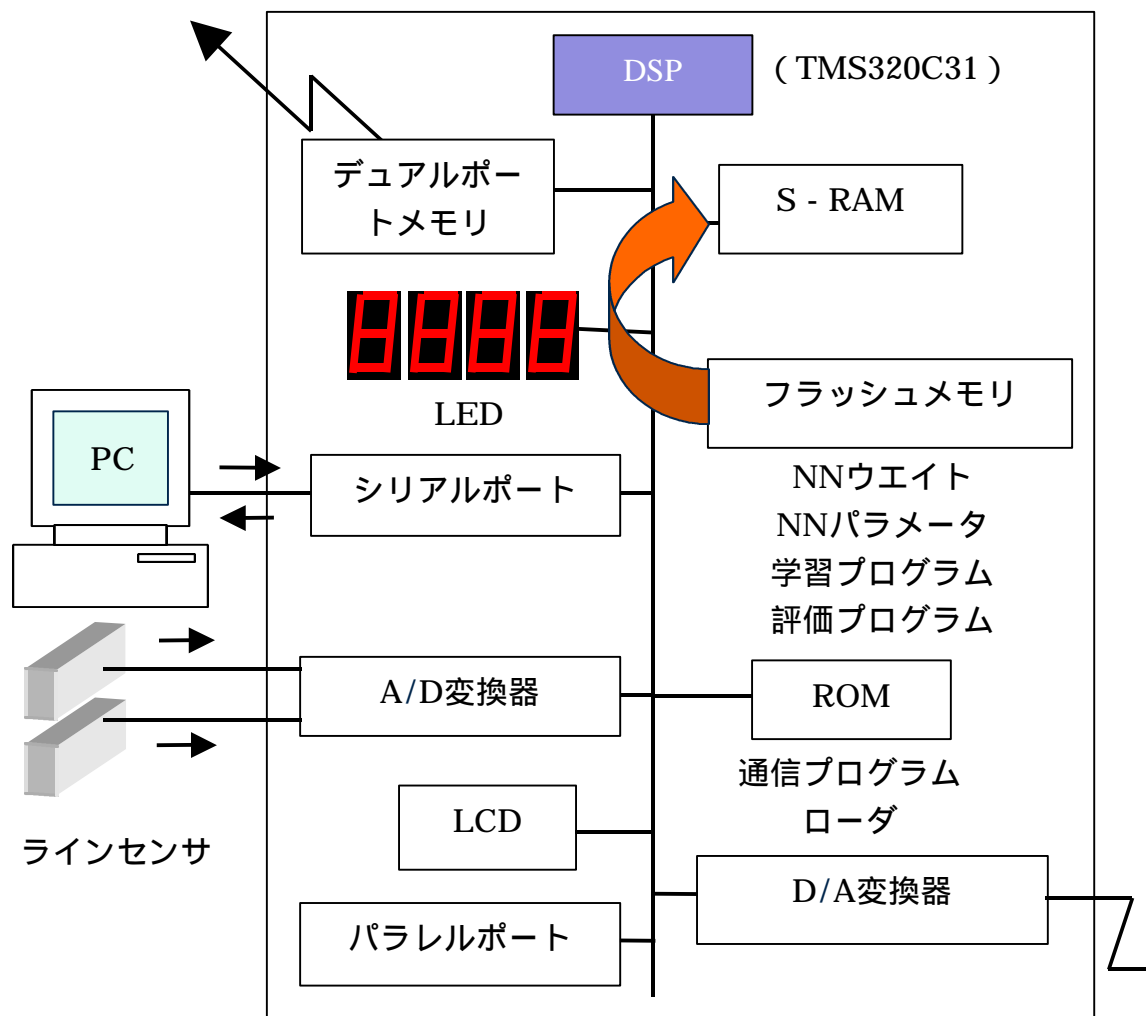 DSP
( TMS320C31 )
デュアルポー
トメモリ
S - RAM
LED
フラッシュメモリ
PC
シリアルポート
NNウエイト
NNパラメータ
学習プログラム
評価プログラム
A/D変換器
ROM
通信プログラム
ローダ
LCD
ラインセンサ
D/A変換器
パラレルポート